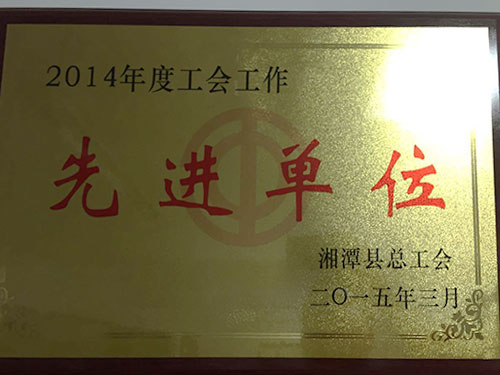 2014年度工会工作
先进单位
湘潭县总工会
二〇一五年三月